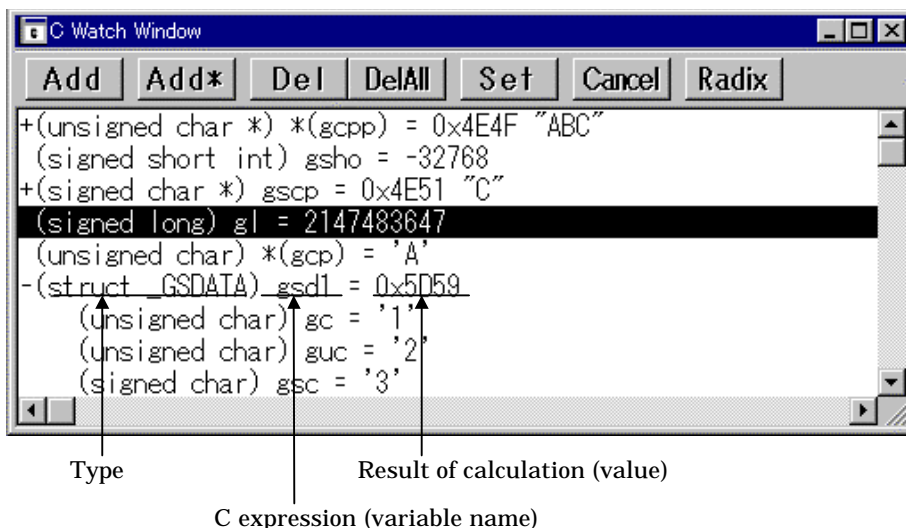 C Watch Window
Add Add* Del DelAll Set Cancel Radix
+(unsigned char *) *(gcpp) = 0x4E4F "ABC"
(signed short int) gsho = -32768
+(signed char *) gscp = 0x4E51 "C"
(signed long) gl = 2147483647
(unsigned char) *(gcp) = 'A'
-(struct _GSDATA) gsd1 = 0x5D59
(unsigned char) gc = '1'
(unsigned char) guc = '2'
(signed char) gsc = '3'
Type
Result of calculation (value)
C expression (variable name)